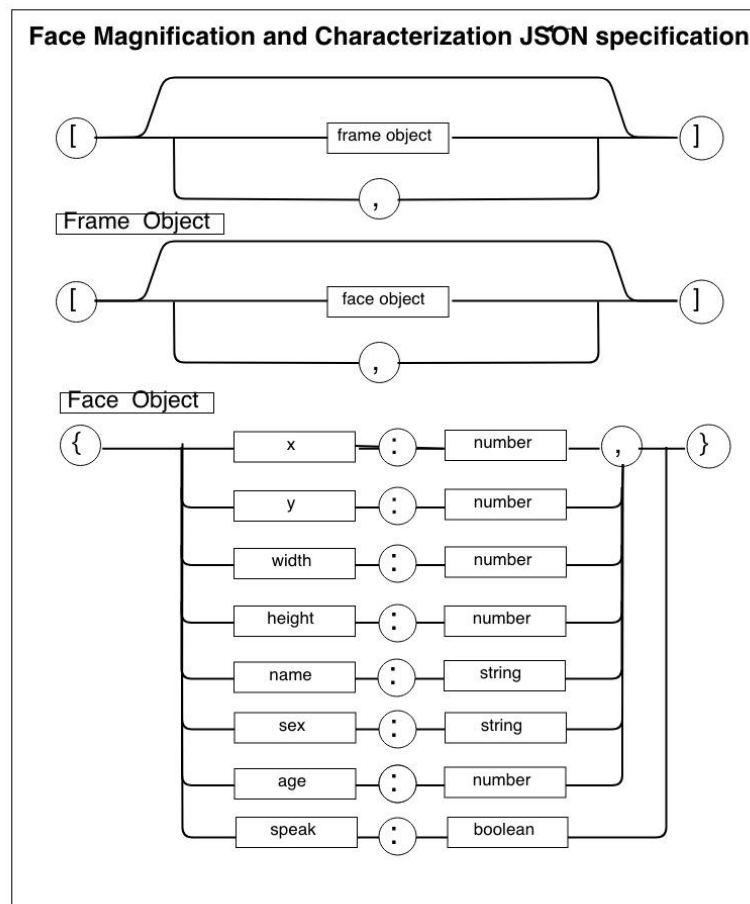 Face Magnification and Characterization JSON specification
[ frame object ]
,
Frame Object
[ face object ]
,
Face Object
{ x : number , }
y : number
width : number
height : number
name : string
sex : string
age : number
speak : boolean